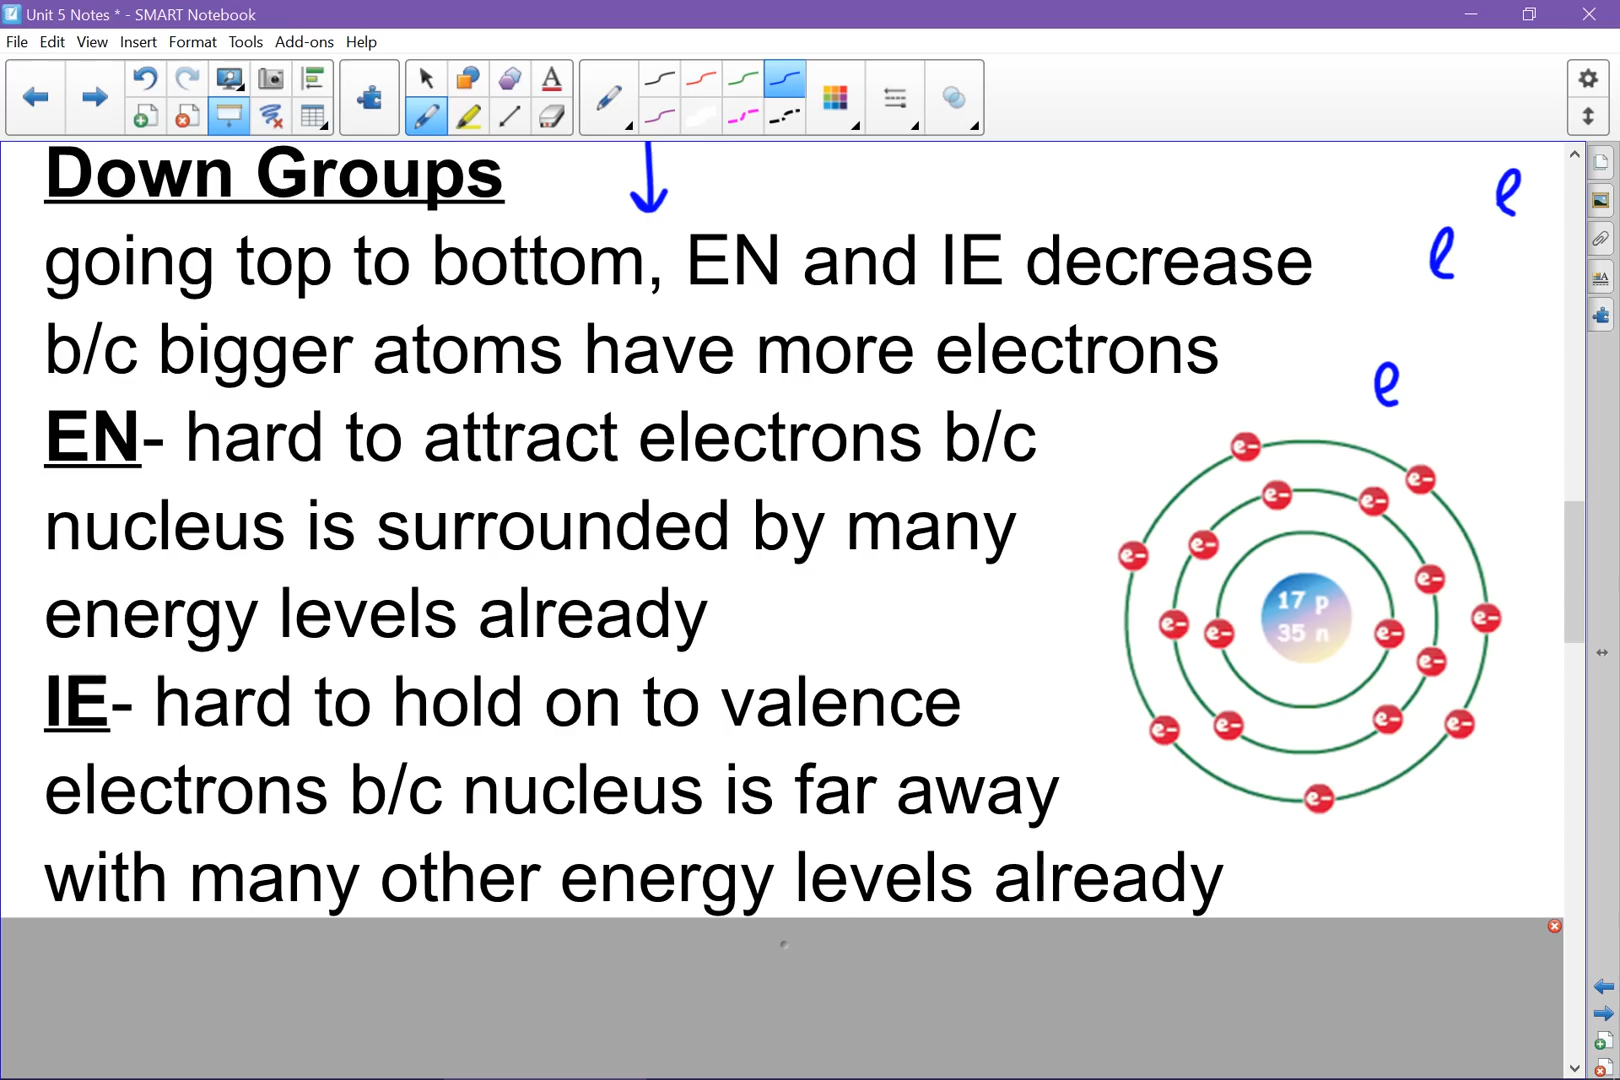 Unit 5 Notes * - SMART Notebook
File Edit View Insert Format Tools Add-ons Help
Down Groups
e
going top to bottom, EN and IE decrease
e
b/c bigger atoms have more electrons
e
EN- hard to attract electrons b/c
nucleus is surrounded by many
energy levels already
IE- hard to hold on to valence
electrons b/c nucleus is far away
with many other energy levels already
e-
e-
e-
e-
e-
e-
e-
e-
17 p
35 n
e-
e-
e-
e-
e-
e-
e-
e-
e-